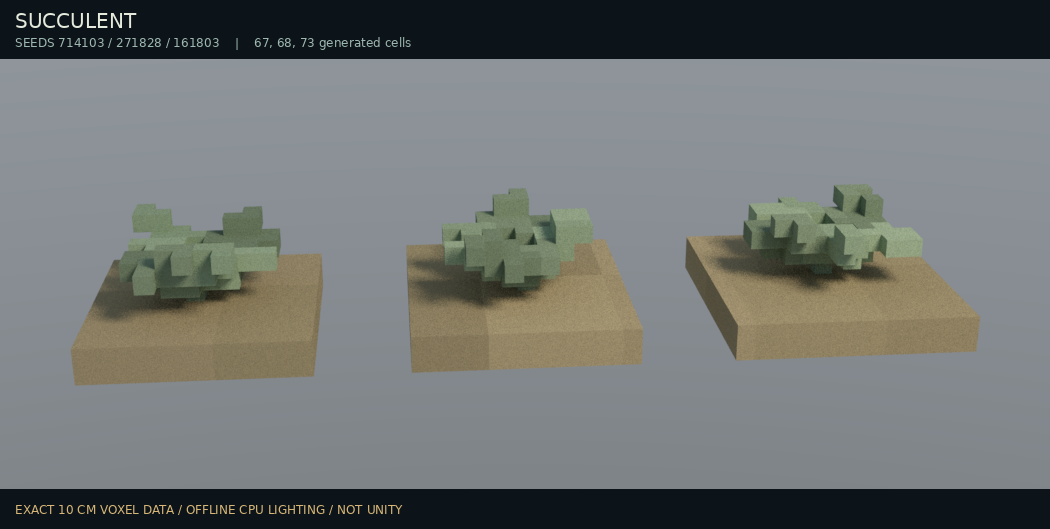 SUCCULENT
SEEDS 714103 / 271828 / 161803 | 67, 68, 73 generated cells
EXACT 10 CM VOXEL DATA / OFFLINE CPU LIGHTING / NOT UNITY